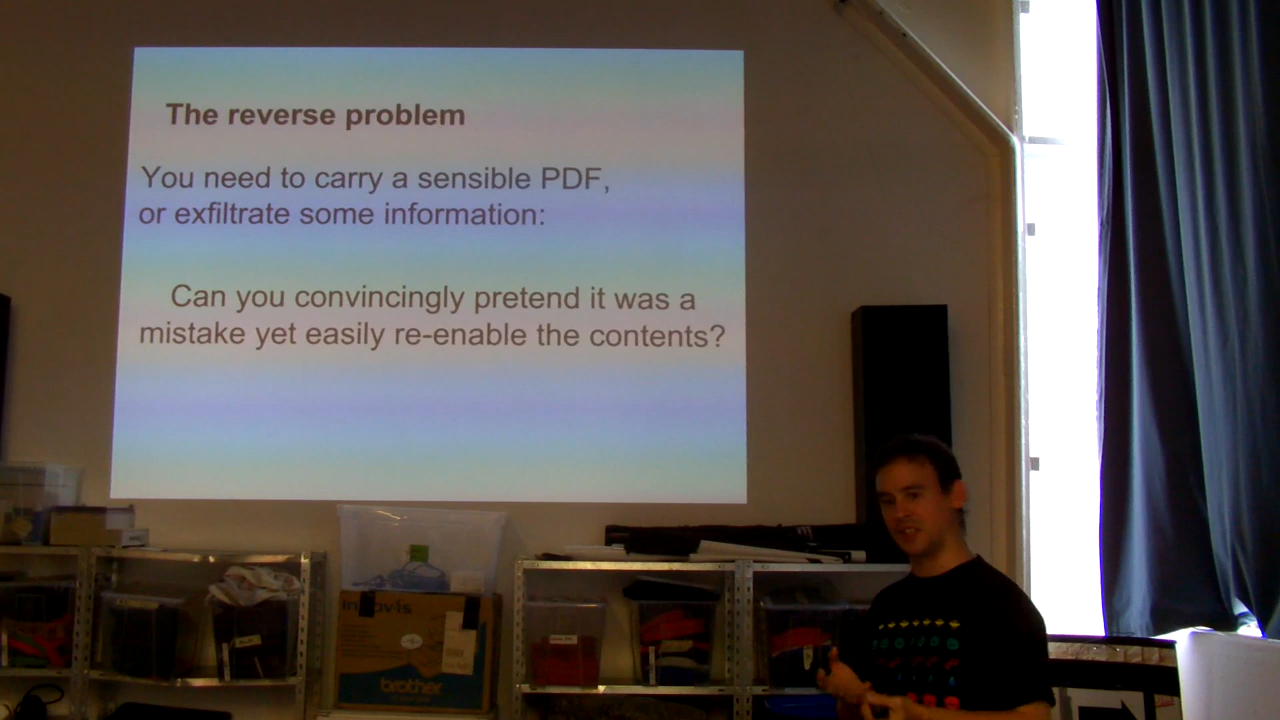 The reverse problem
You need to carry a sensible PDF,
or exfiltrate some information:
Can you convincingly pretend it was a
mistake yet easily re-enable the contents?
brother